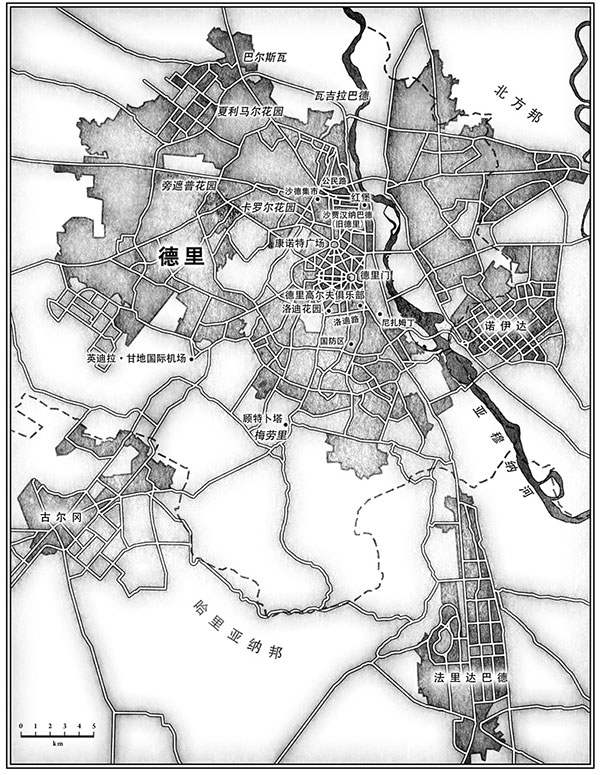 巴尔斯瓦
北方邦
瓦吉拉巴德
夏利马尔花园
公民路
旁遮普花园
沙德集市
红堡
卡罗尔花园
沙贾汉纳巴德
（旧德里）
康诺特广场
德里
德里门
德里高尔夫俱乐部
洛迪花园
洛迪路
尼扎姆丁
诺伊达
国防区
英迪拉·甘地国际机场
顾特卜塔
梅劳里
亚穆纳河
古尔冈
哈里亚纳邦
法里达巴德
0 1 2 3 4 5
km